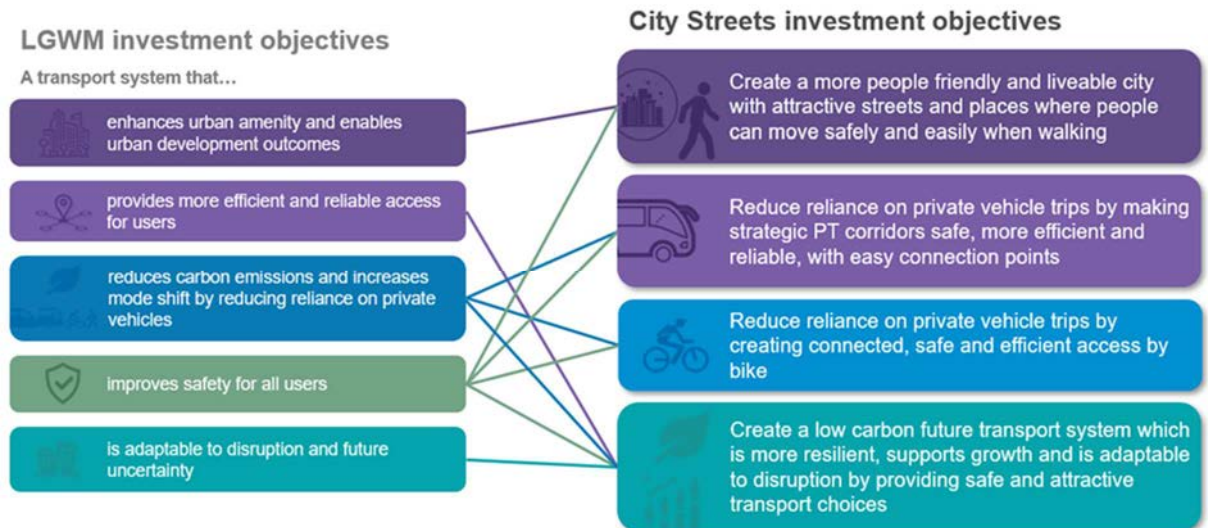 LGWM investment objectives
A transport system that...
enhances urban amenity and enables
urban development outcomes
provides more efficient and reliable access
for users
reduces carbon emissions and increases
mode shift by reducing reliance on private
vehicles
improves safety for all users
is adaptable to disruption and future
uncertainty
City Streets investment objectives
Create a more people friendly and liveable city
with attractive streets and places where people
can move safely and easily when walking
Reduce reliance on private vehicle trips by making
strategic PT corridors safe, more efficient and
reliable, with easy connection points
Reduce reliance on private vehicle trips by
creating connected, safe and efficient access by
bike
Create a low carbon future transport system which
is more resilient, supports growth and is adaptable
to disruption by providing safe and attractive
transport choices